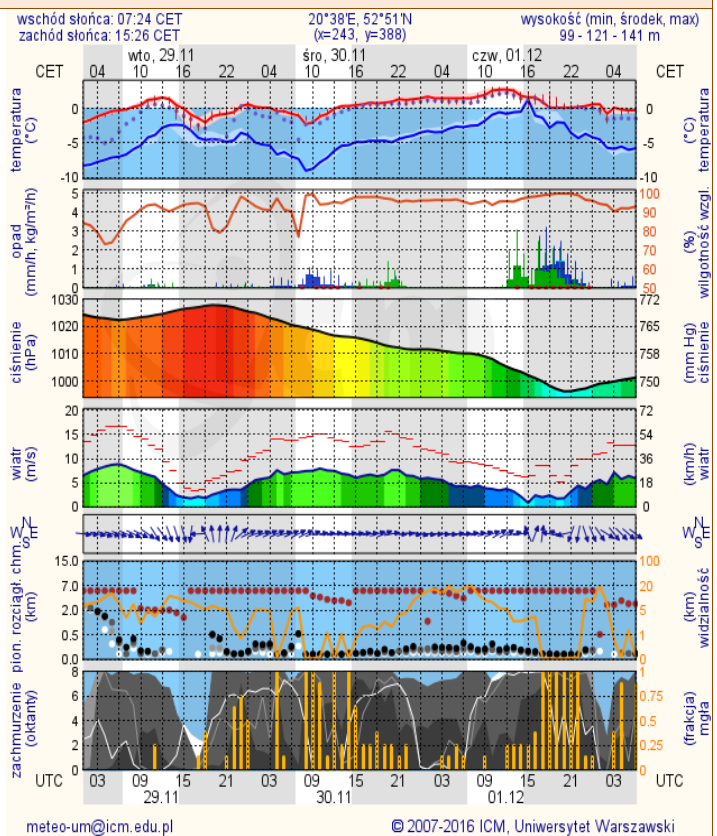 wschód słońca: 07:24 CET 20°38'E, 52°51'N wysokość (min, środek, max)
zachód słońca: 15:26 CET (x=243, y=388) 99 - 121 - 141 m
wto, 29.11 śro, 30.11 czw, 01.12
CET 04 10 16 22 04 10 16 22 04 10 16 22 04 CET
temperatura (°C) 0 -5 -10 0 -5 -10 (°C) temperatura
opad (mm/h, kg/m²/h) 5 4 3 2 1 0 100 90 80 70 60 50 (%) wilgotność wzgl.
ciśnienie (hPa) 1030 1020 1010 1000 772 765 758 750 (mm Hg) ciśnienie
wiatr (m/s) 20 15 10 5 0 72 54 36 18 0 (km/h) wiatr
N W E S N W E S
pion. rozciągł. chm. (km) 15.0 7.0 2.0 0.5 0.0 100 20 5 1 0 (km) widzialność
zachmurzenie (oktanty) 8 6 4 2 0 1 0.75 0.5 0.25 0 (frakcja) mgła
UTC 03 09 15 21 03 09 15 21 03 09 15 21 03 UTC
29.11 30.11 01.12
meteo-um@icm.edu.pl © 2007-2016 ICM, Uniwersytet Warszawski